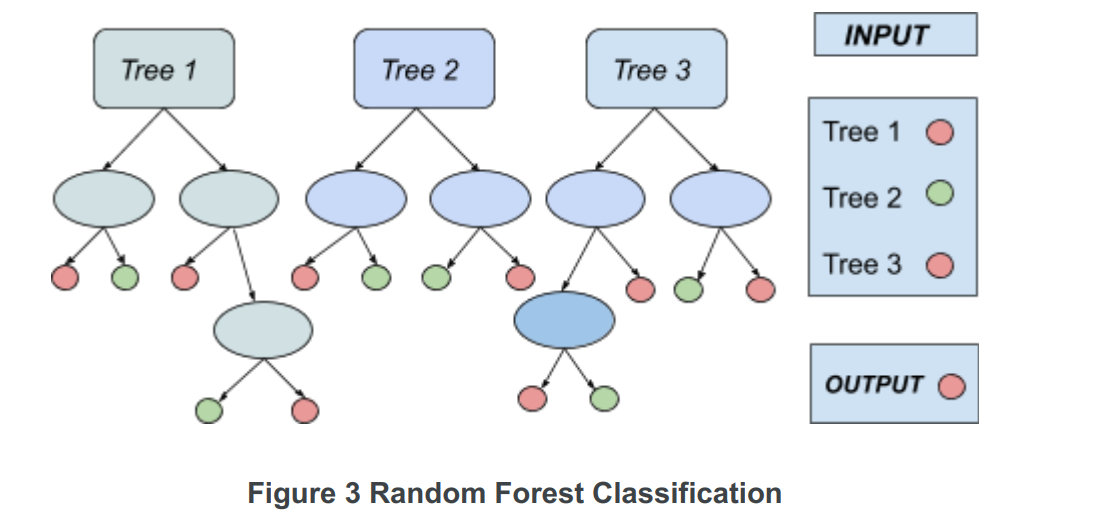 Tree 1
Tree 2
Tree 3
INPUT
Tree 1
Tree 2
Tree 3
OUTPUT
Figure 3 Random Forest Classification